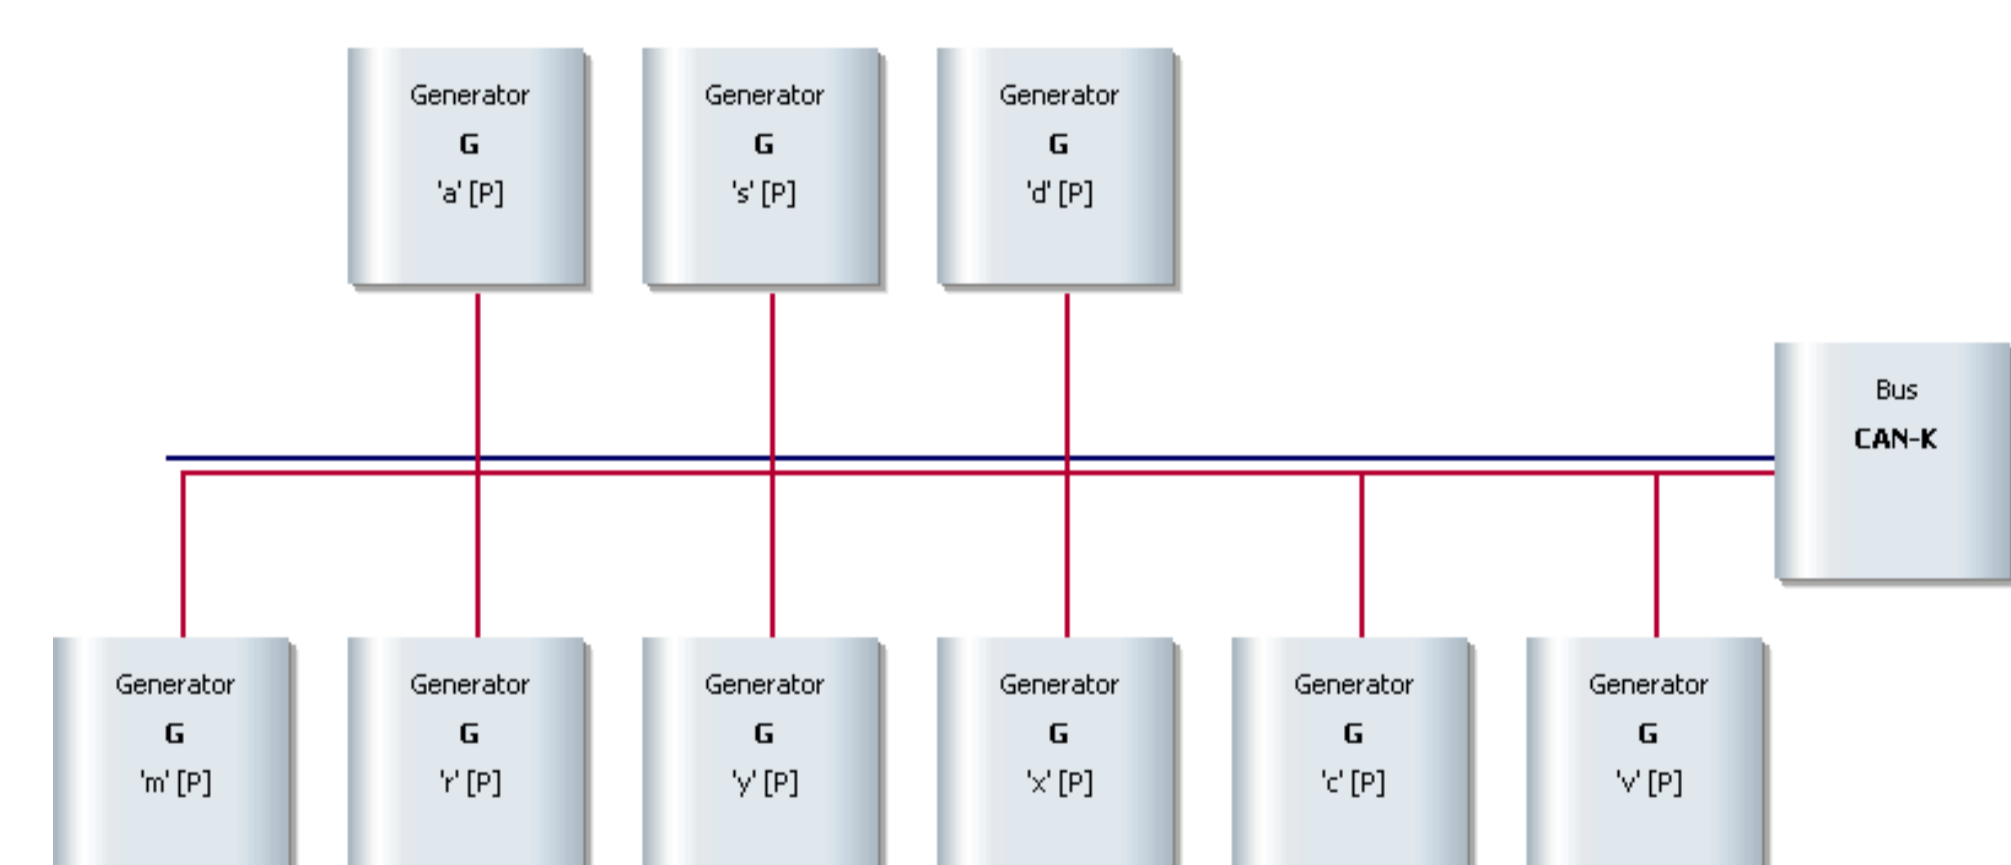 Generator
G
'a' [P]
Generator
G
's' [P]
Generator
G
'd' [P]
Bus
CAN-K
Generator
G
'm' [P]
Generator
G
'r' [P]
Generator
G
'y' [P]
Generator
G
'x' [P]
Generator
G
'c' [P]
Generator
G
'v' [P]